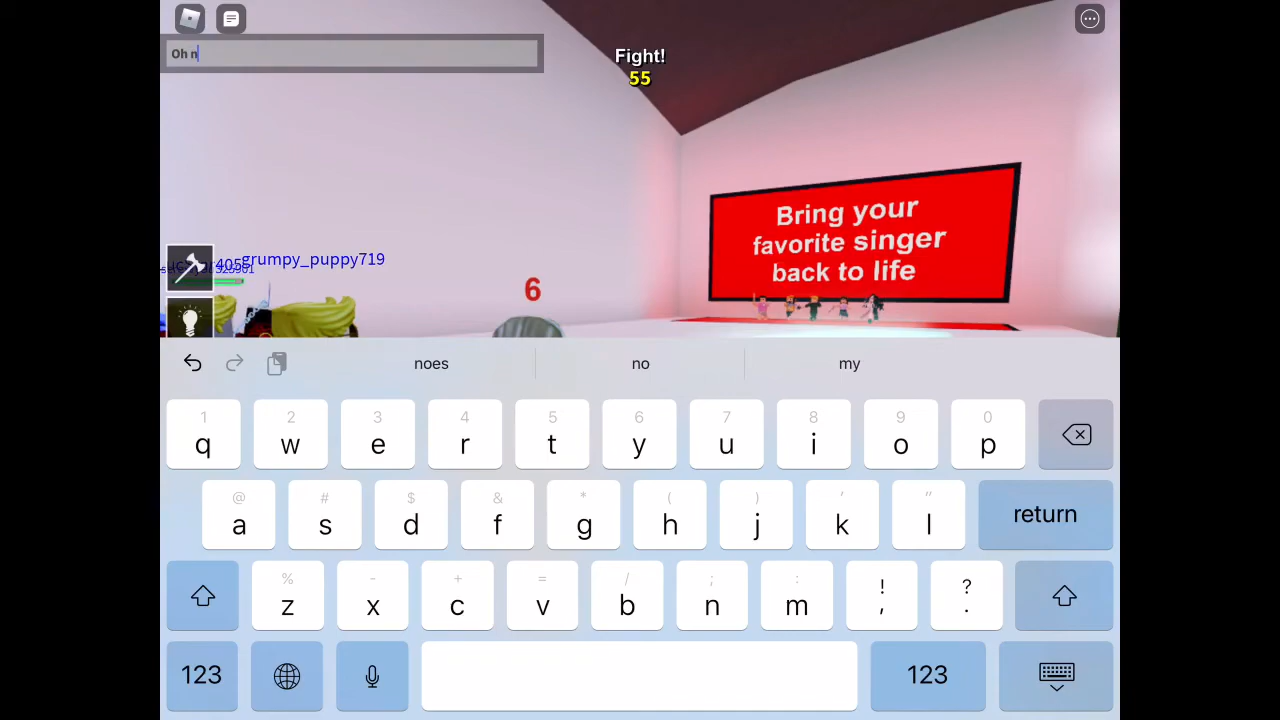 Oh n
Fight!
55
Bring your
favorite singer
back to life
grumpy_puppy719
6
noes no my
1 2 3 4 5 6 7 8 9 0
q w e r t y u i o p
@ # $ & * ( ) ' "
a s d f g h j k l return
% - + = / ; : ! ?
z x c v b n m , .
123 123